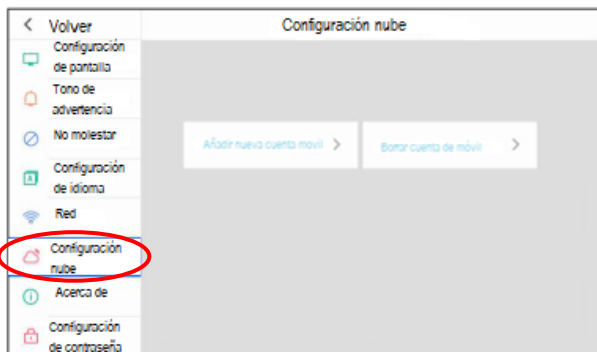 Volver
Configuración nube
Configuración
de pantalla
Tono de
advertencia
No molestar
Configuración
de idioma
Red
Configuración
nube
Acerca de
Configuración
de contraseña
Añadir nueva cuenta movil
Borrar cuenta de móvil